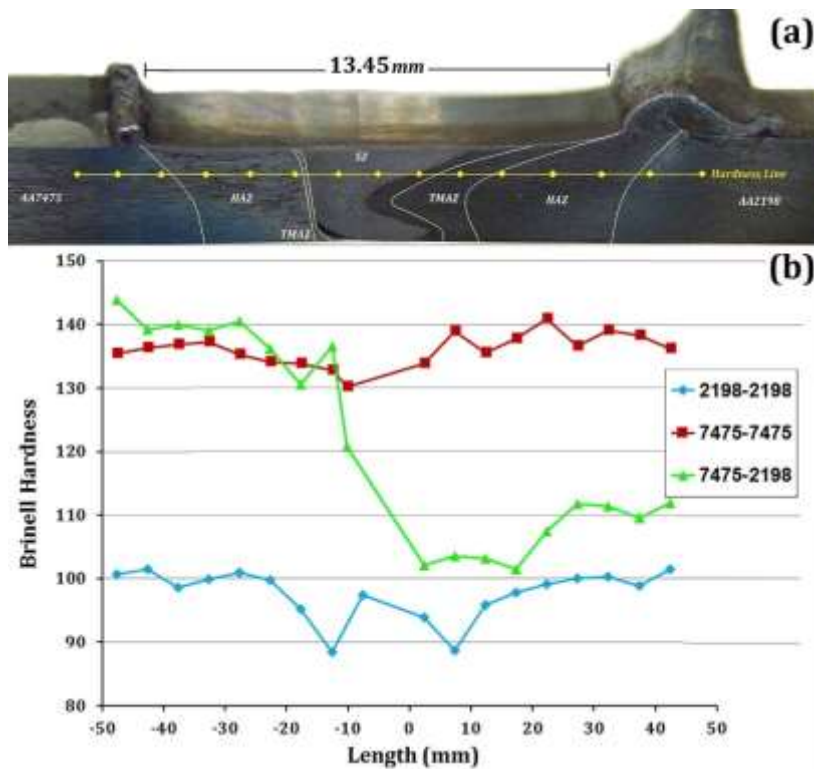 (a)
13.45mm
SZ
Hardness Line
AA7475
HAZ
TMAZ
HAZ
AA2198
TMAZ
(b)
150
140
130
120
110
100
90
80
Brinell Hardness
2198-2198
7475-7475
7475-2198
-50 -40 -30 -20 -10 0 10 20 30 40 50
Length (mm)